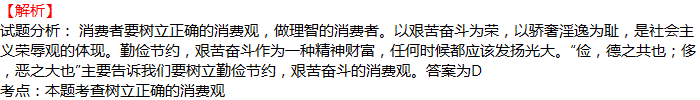 【解析】
试题分析： 消费者要树立正确的消费观，做理智的消费者。以艰苦奋斗为荣，以骄奢淫逸为耻，是社会主
义荣辱观的体现。勤俭节约，艰苦奋斗作为一种精神财富，任何时候都应该发扬光大。“俭，德之共也；侈
，恶之大也”主要告诉我们要树立勤俭节约，艰苦奋斗的消费观。答案为D
考点：本题考查树立正确的消费观